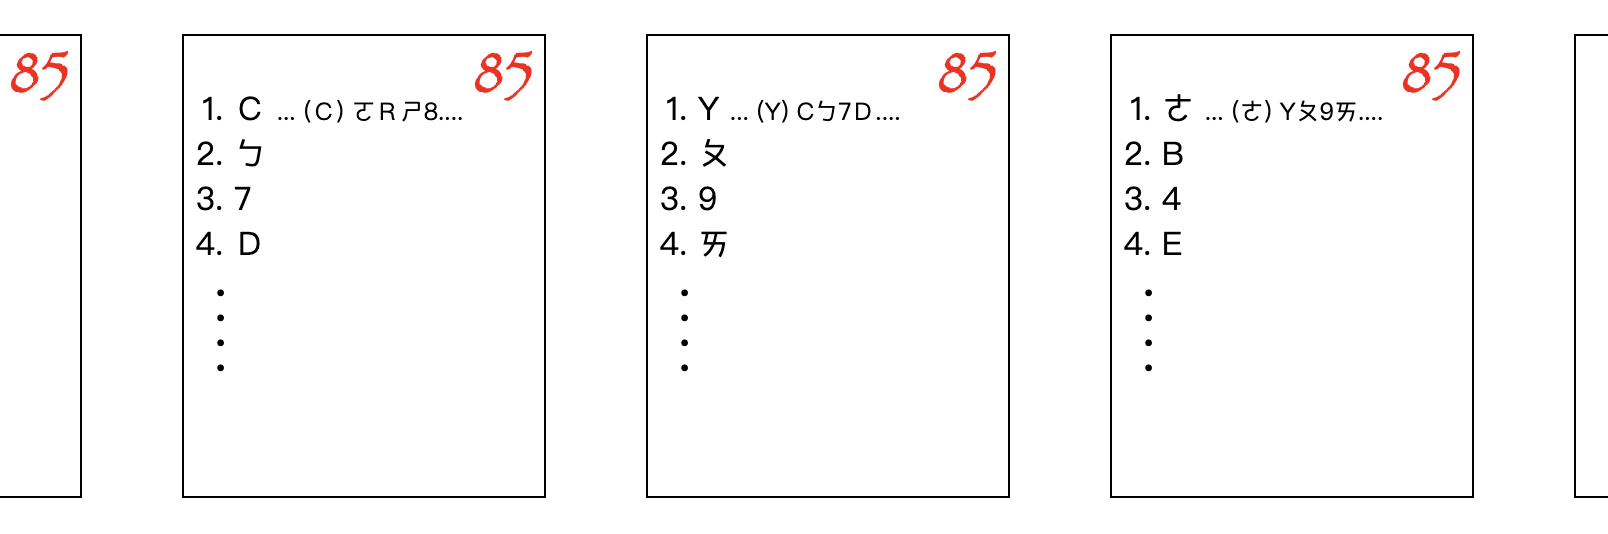 85
85
1. C ... (C) ㄛRㄕ8....
2. ㄅ
3. 7
4. D
85
1. Y ... (Y) Cㄅ7D....
2. ㄆ
3. 9
4. ㄞ
85
1. ㄜ ... (ㄜ) Yㄆ9ㄞ....
2. B
3. 4
4. E